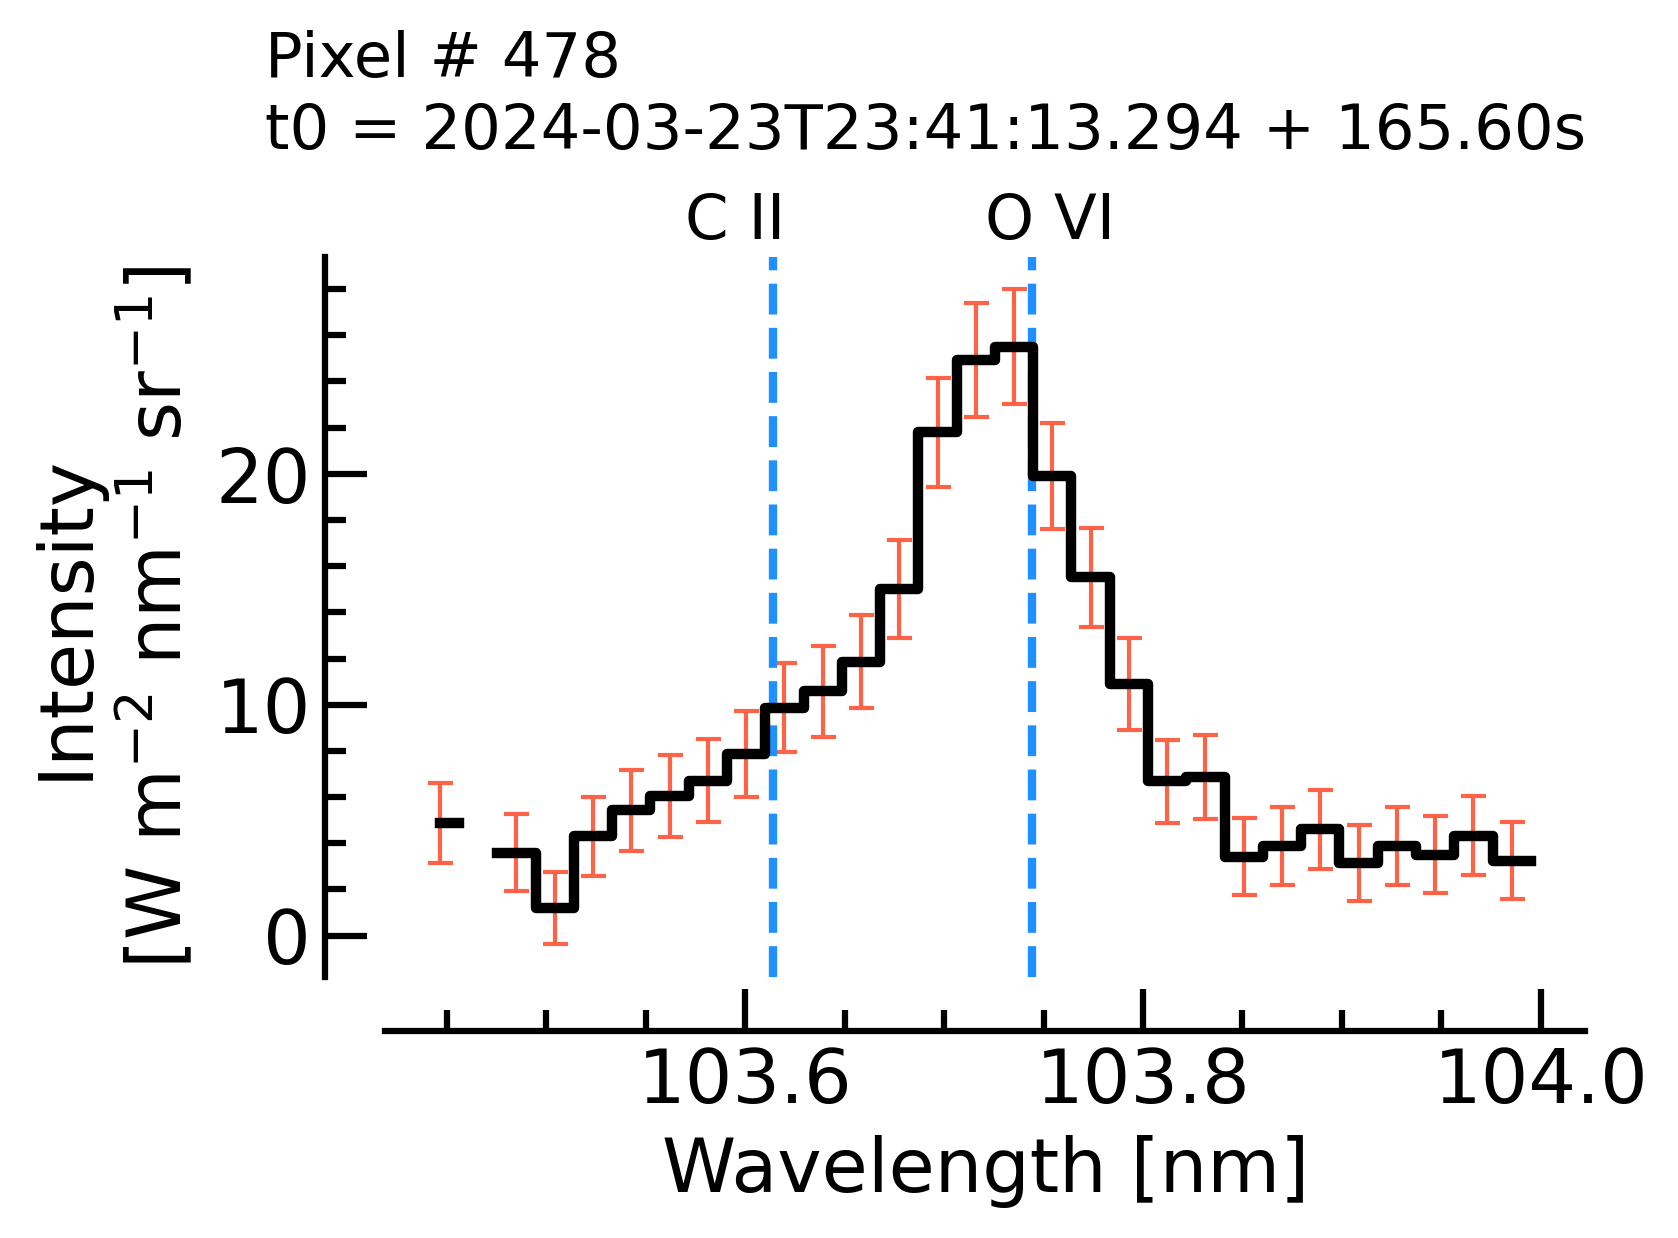 Pixel # 478
t0 = 2024-03-23T23:41:13.294 + 165.60s
C II
O VI
Intensity
[W m⁻² nm⁻¹ sr⁻¹]
20
10
0
103.6
103.8
104.0
Wavelength [nm]